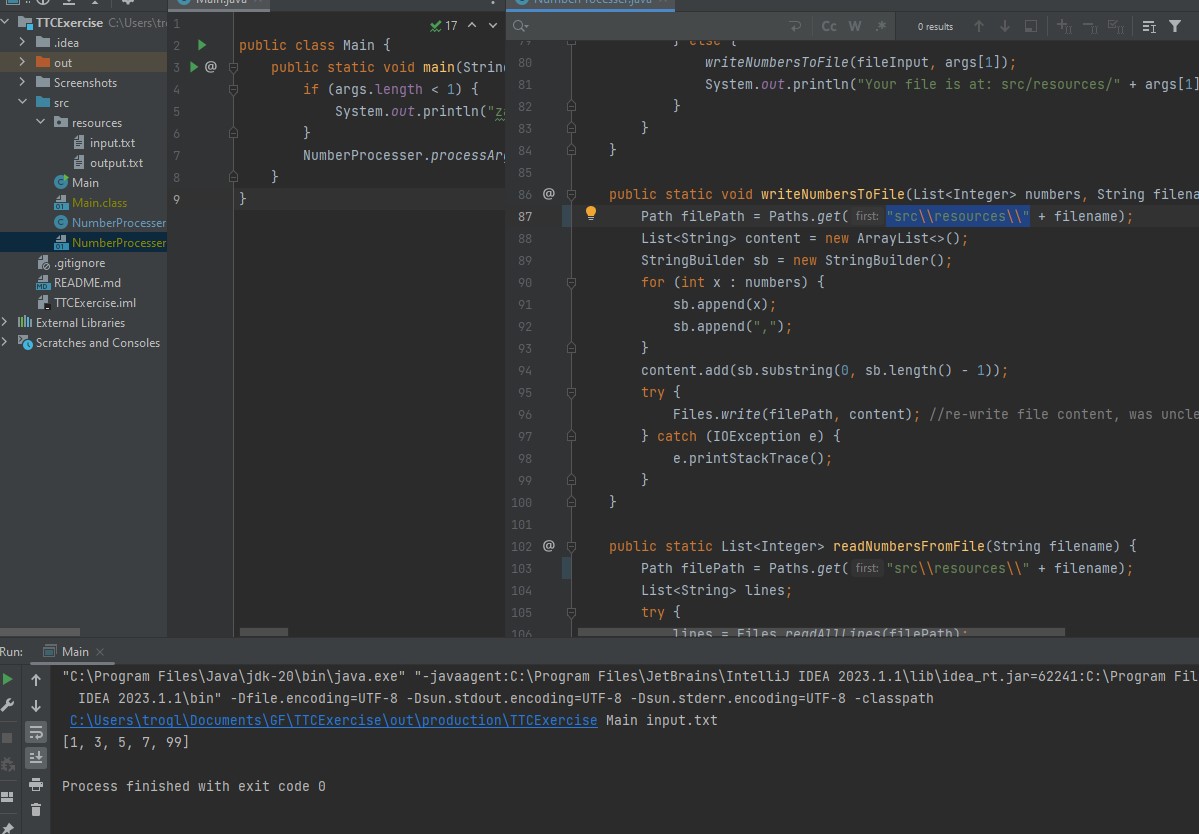 TTCExercise C:\Users\tro
.idea
out
Screenshots
src
resources
input.txt
output.txt
Main
Main.class
NumberProcesser
NumberProcesser
.gitignore
README.md
TTCExercise.iml
External Libraries
Scratches and Consoles
Main.java
17
1
2 public class Main {
3 public static void main(String
4 if (args.length < 1) {
5 System.out.println("za
6 }
7 NumberProcesser.processAr
8 }
9 }
NumberProcesser.java
Cc W .* 0 results
79 } else {
80 writeNumbersToFile(fileInput, args[1]);
81 System.out.println("Your file is at: src/resources/" + args[1]
82 }
83 }
84 }
85
86 public static void writeNumbersToFile(List<Integer> numbers, String filena
87 Path filePath = Paths.get( first: "src\\resources\\" + filename);
88 List<String> content = new ArrayList<>();
89 StringBuilder sb = new StringBuilder();
90 for (int x : numbers) {
91 sb.append(x);
92 sb.append(",");
93 }
94 content.add(sb.substring(0, sb.length() - 1));
95 try {
96 Files.write(filePath, content); //re-write file content, was uncle
97 } catch (IOException e) {
98 e.printStackTrace();
99 }
100 }
101
102 public static List<Integer> readNumbersFromFile(String filename) {
103 Path filePath = Paths.get( first: "src\\resources\\" + filename);
104 List<String> lines;
105 try {
106 lines = Files.readAllLines(filePath);
Run: Main
"C:\Program Files\Java\jdk-20\bin\java.exe" "-javaagent:C:\Program Files\JetBrains\IntelliJ IDEA 2023.1.1\lib\idea_rt.jar=62241:C:\Program Fil
IDEA 2023.1.1\bin" -Dfile.encoding=UTF-8 -Dsun.stdout.encoding=UTF-8 -Dsun.stderr.encoding=UTF-8 -classpath
C:\Users\trogl\Documents\GF\TTCExercise\out\production\TTCExercise Main input.txt
[1, 3, 5, 7, 99]
Process finished with exit code 0